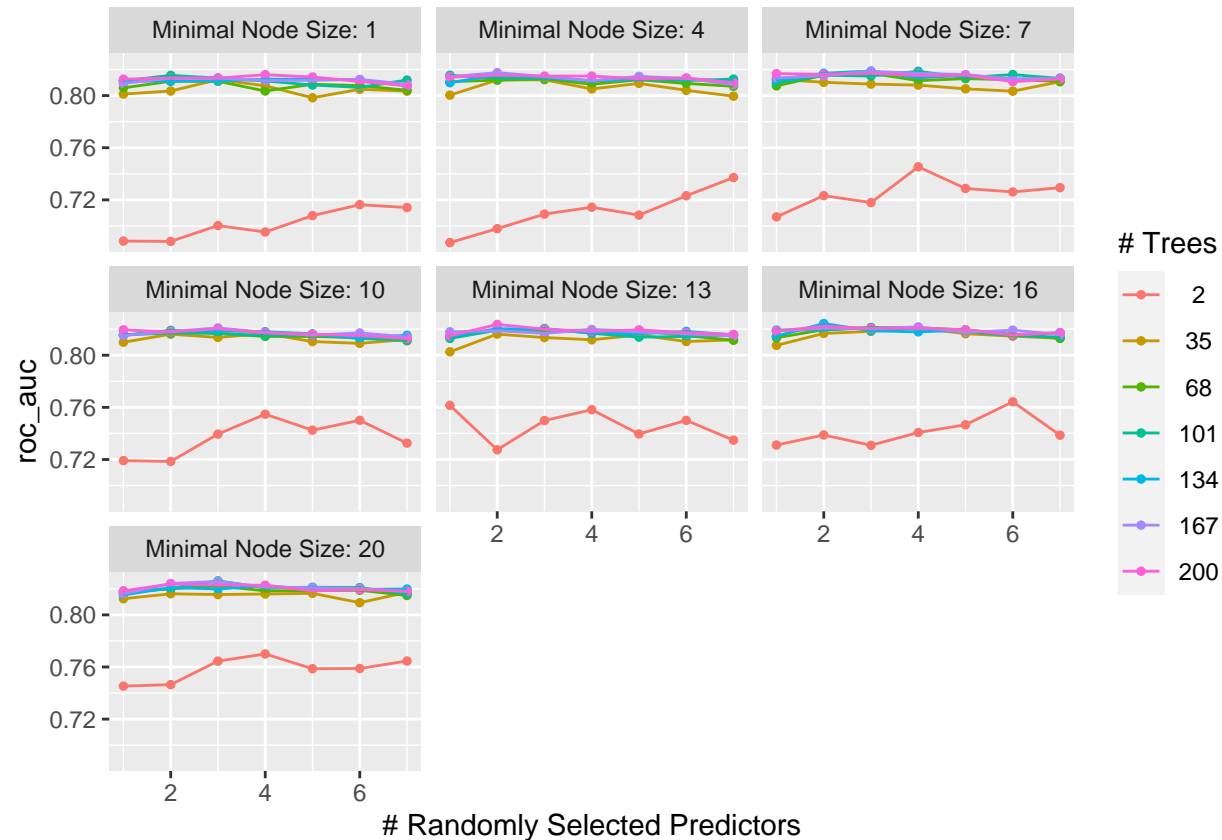 Minimal Node Size: 1
Minimal Node Size: 4
Minimal Node Size: 7
0.80
0.76
0.72
Minimal Node Size: 10
Minimal Node Size: 13
Minimal Node Size: 16
0.80
0.76
0.72
2 4 6
2 4 6
Minimal Node Size: 20
0.80
0.76
0.72
2 4 6
# Randomly Selected Predictors
roc_auc
# Trees
2
35
68
101
134
167
200